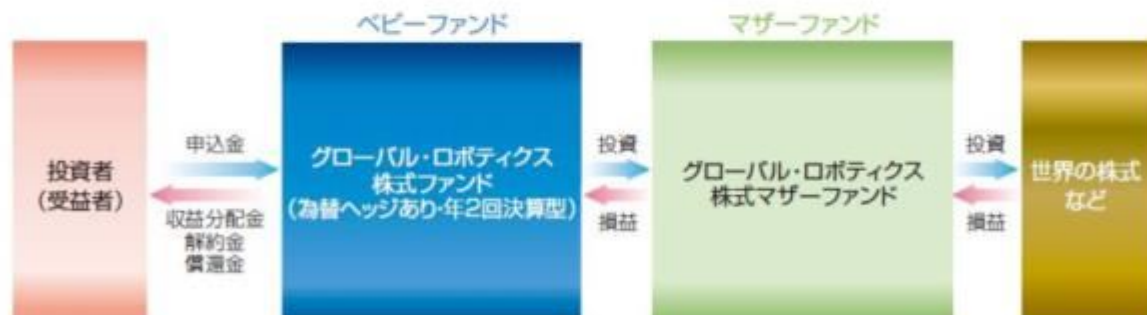 ベビーファンド
マザーファンド
投資者
(受益者)
申込金
収益分配金
解約金
償還金
グローバル・ロボティクス
株式ファンド
(為替ヘッジあり・年2回決算型)
投資
損益
グローバル・ロボティクス
株式マザーファンド
投資
損益
世界の株式
など